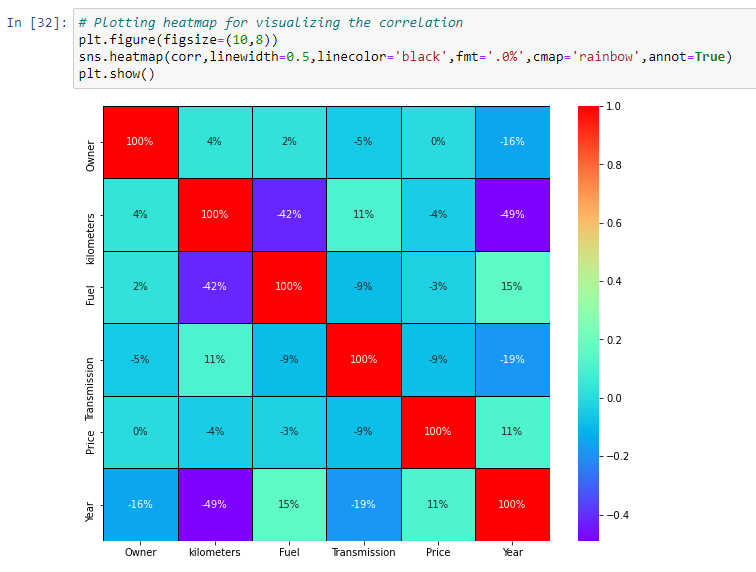 In [32]: # Plotting heatmap for visualizing the correlation
plt.figure(figsize=(10,8))
sns.heatmap(corr,linewidth=0.5,linecolor='black',fmt='.0%',cmap='rainbow',annot=True)
plt.show()
1.0
Owner 100% 4% 2% -5% 0% -16%
0.8
kilometers 4% 100% -42% 11% -4% -49%
0.6
Fuel 2% -42% 100% -9% -3% 15%
0.4
0.2
Transmission -5% 11% -9% 100% -9% -19%
0.0
Price 0% -4% -3% -9% 100% 11%
−0.2
Year -16% -49% 15% -19% 11% 100%
−0.4
Owner kilometers Fuel Transmission Price Year